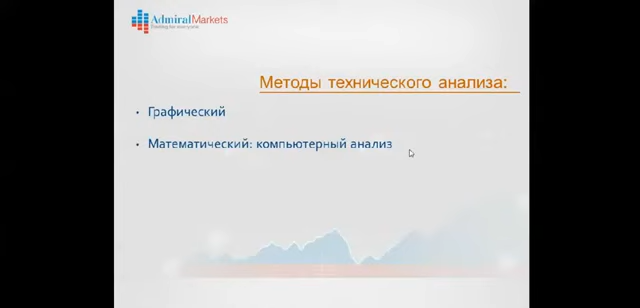 AdmiralMarkets
Методы технического анализа:
• Графический
• Математический: компьютерный анализ